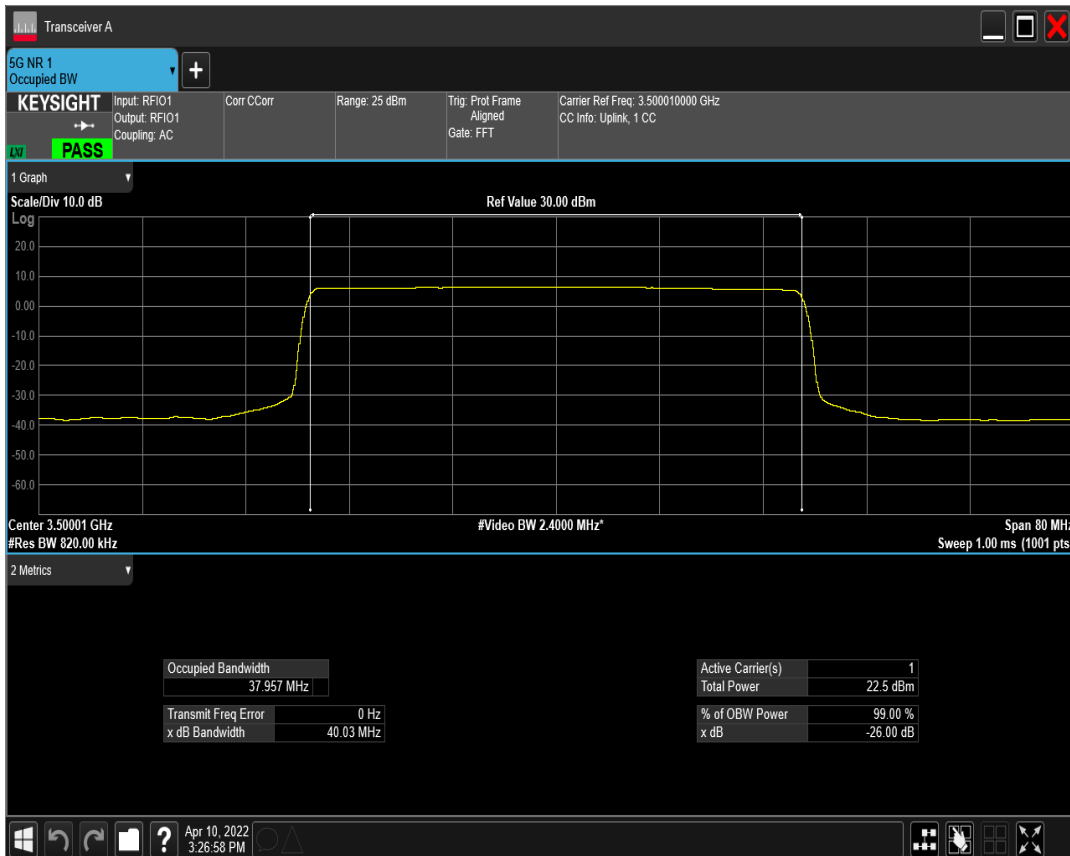 Transceiver A
5G NR 1
Occupied BW
KEYSIGHT
LXI
PASS
Input: RFIO1
Output: RFIO1
Coupling: AC
Corr CCorr
Range: 25 dBm
Trig: Prot Frame
Aligned
Gate: FFT
Carrier Ref Freq: 3.500010000 GHz
CC Info: Uplink, 1 CC
1 Graph
Scale/Div 10.0 dB
Ref Value 30.00 dBm
Log
20.0
10.0
0.00
-10.0
-20.0
-30.0
-40.0
-50.0
-60.0
Center 3.50001 GHz
#Video BW 2.4000 MHz*
Span 80 MHz
#Res BW 820.00 kHz
Sweep 1.00 ms (1001 pts
2 Metrics
Occupied Bandwidth
37.957 MHz
Transmit Freq Error 0 Hz
x dB Bandwidth 40.03 MHz
Active Carrier(s) 1
Total Power 22.5 dBm
% of OBW Power 99.00 %
x dB -26.00 dB
?
Apr 10, 2022
3:26:58 PM